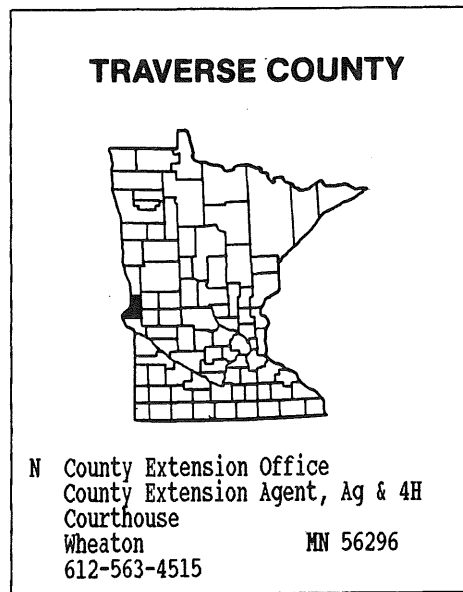 TRAVERSE COUNTY
N County Extension Office
County Extension Agent, Ag & 4H
Courthouse
Wheaton MN 56296
612-563-4515